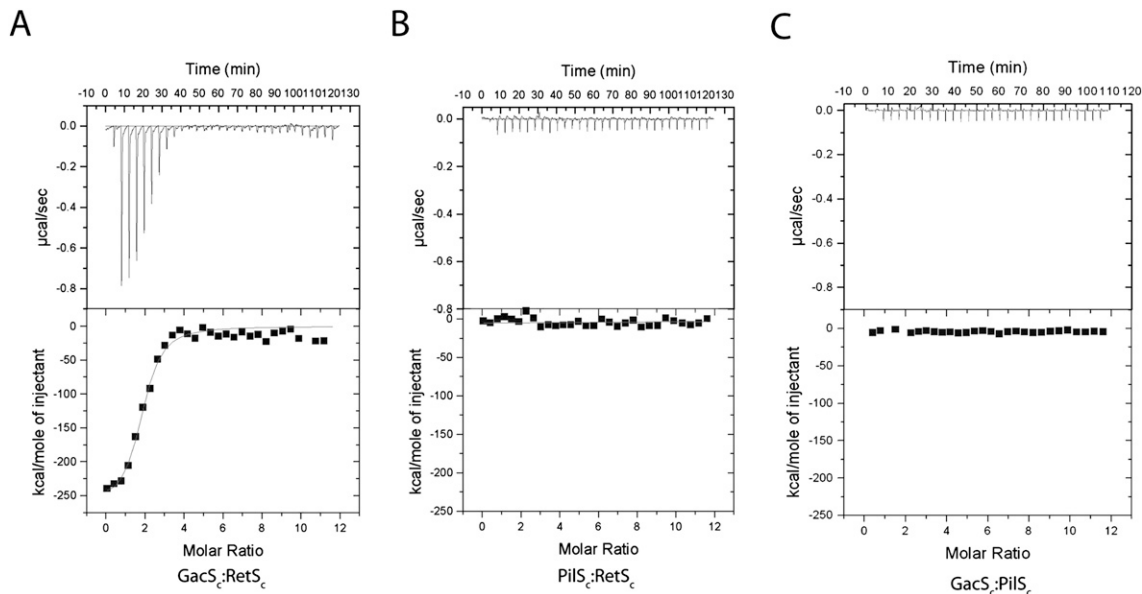 A
B
C
Time (min)
-10 0 10 20 30 40 50 60 70 80 90 100 110 120 130
0.0
-0.2
-0.4
-0.6
-0.8
µcal/sec
0
-50
-100
-150
-200
-250
kcal/mole of injectant
0 2 4 6 8 10 12
Molar Ratio
GacSc:RetSc
Time (min)
-10 0 10 20 30 40 50 60 70 80 90 100 110 120 130
0.0
-0.2
-0.4
-0.6
-0.8
µcal/sec
0
-50
-100
-150
-200
-250
kcal/mole of injectant
0 2 4 6 8 10 12
Molar Ratio
PilSc:RetSc
Time (min)
-10 0 10 20 30 40 50 60 70 80 90 100 110 120
0.0
-0.2
-0.4
-0.6
-0.8
µcal/sec
0
-50
-100
-150
-200
-250
kcal/mole of injectant
0 2 4 6 8 10 12
Molar Ratio
GacSc:PilSc